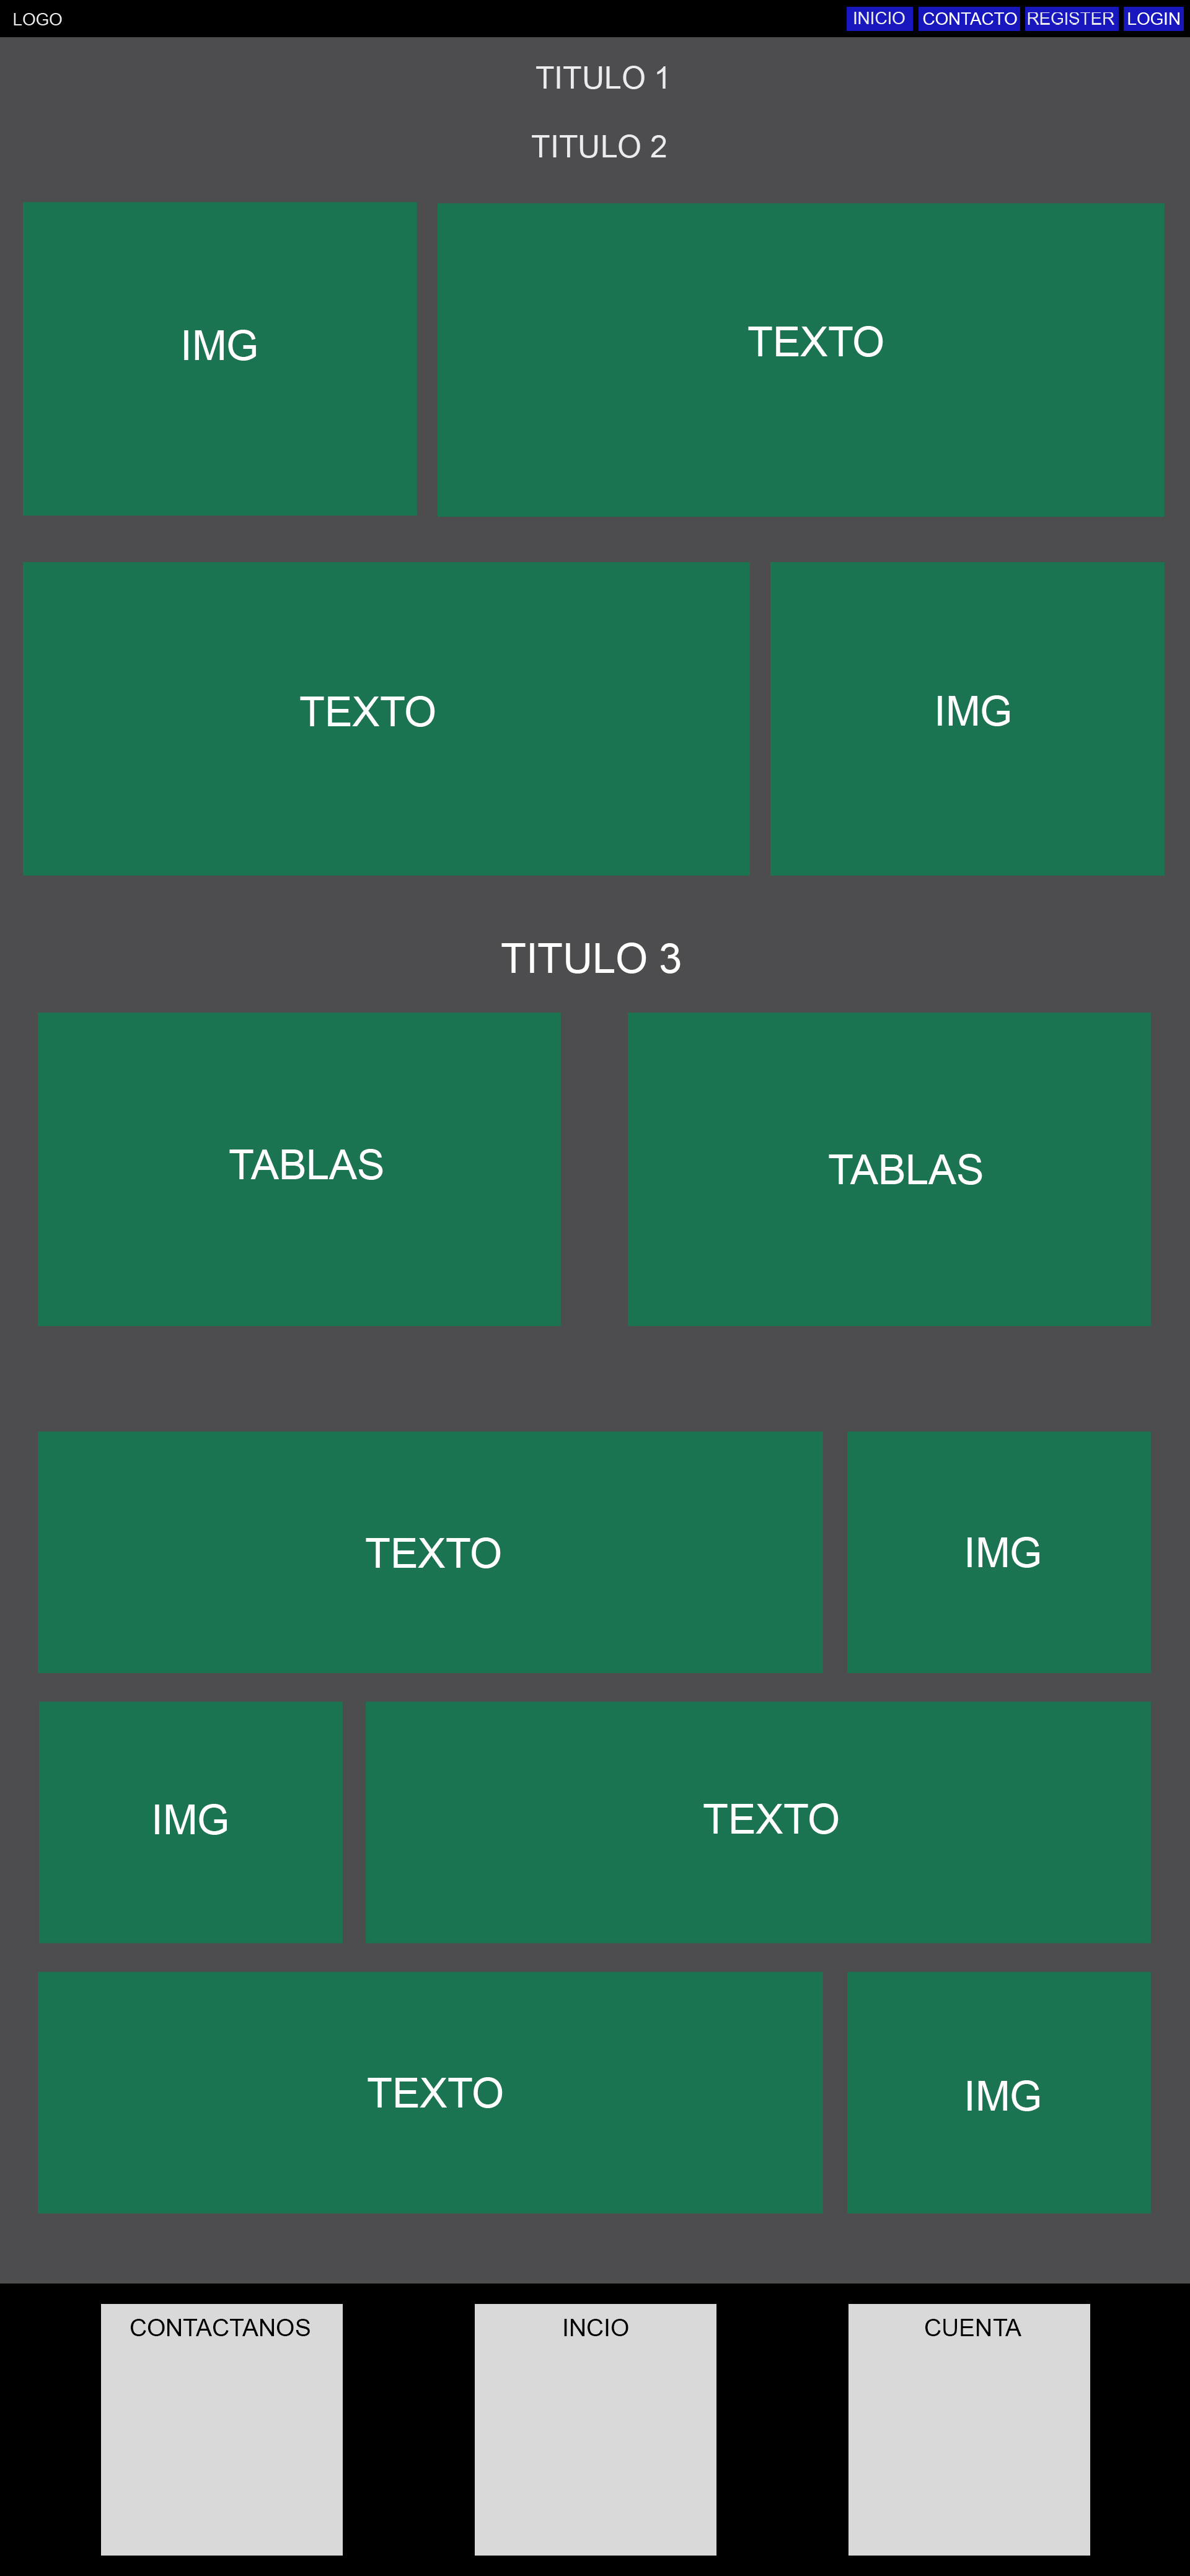 LOGO
INICIO
CONTACTO
REGISTER
LOGIN
TITULO 1
TITULO 2
IMG
TEXTO
TEXTO
IMG
TITULO 3
TABLAS
TABLAS
TEXTO
IMG
IMG
TEXTO
TEXTO
IMG
CONTACTANOS
INCIO
CUENTA